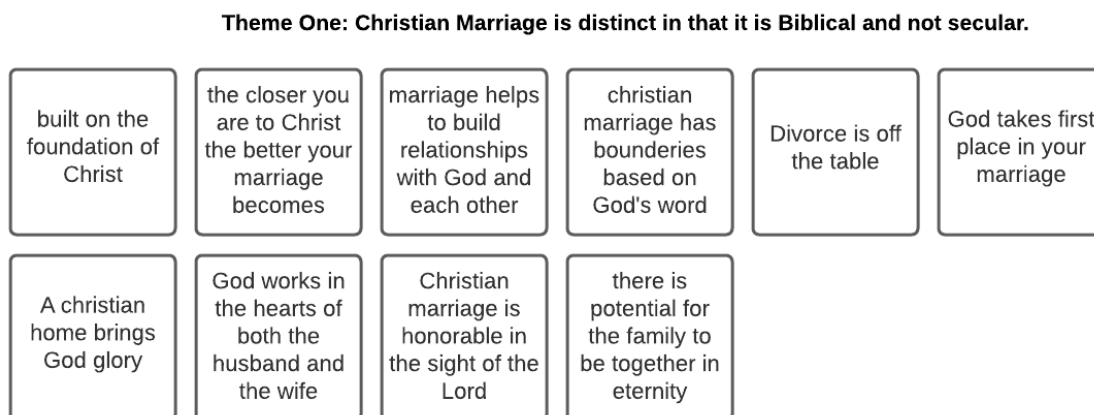 Theme One: Christian Marriage is distinct in that it is Biblical and not secular.
built on the
foundation of
Christ
the closer you
are to Christ
the better your
marriage
becomes
marriage helps
to build
relationships
with God and
each other
christian
marriage has
bounderies
based on
God's word
Divorce is off
the table
God takes first
place in your
marriage
A christian
home brings
God glory
God works in
the hearts of
both the
husband and
the wife
Christian
marriage is
honorable in
the sight of the
Lord
there is
potential for
the family to
be together in
eternity